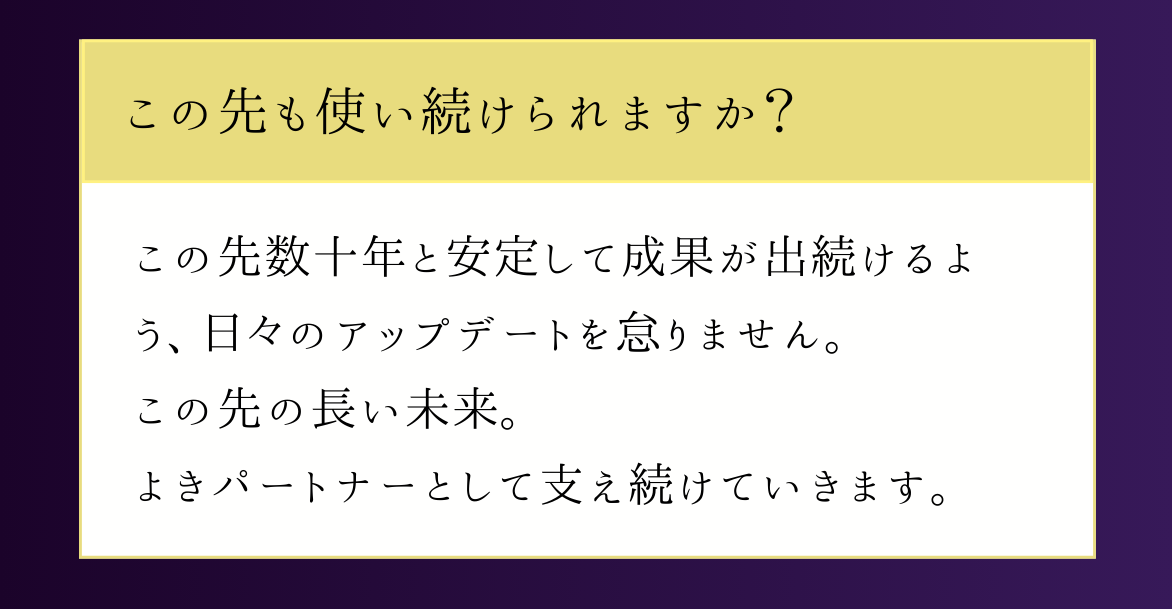 この先も使い続けられますか？
この先数十年と安定して成果が出続けるよ
う、日々のアップデートを怠りません。
この先の長い未来。
よきパートナーとして支え続けていきます。